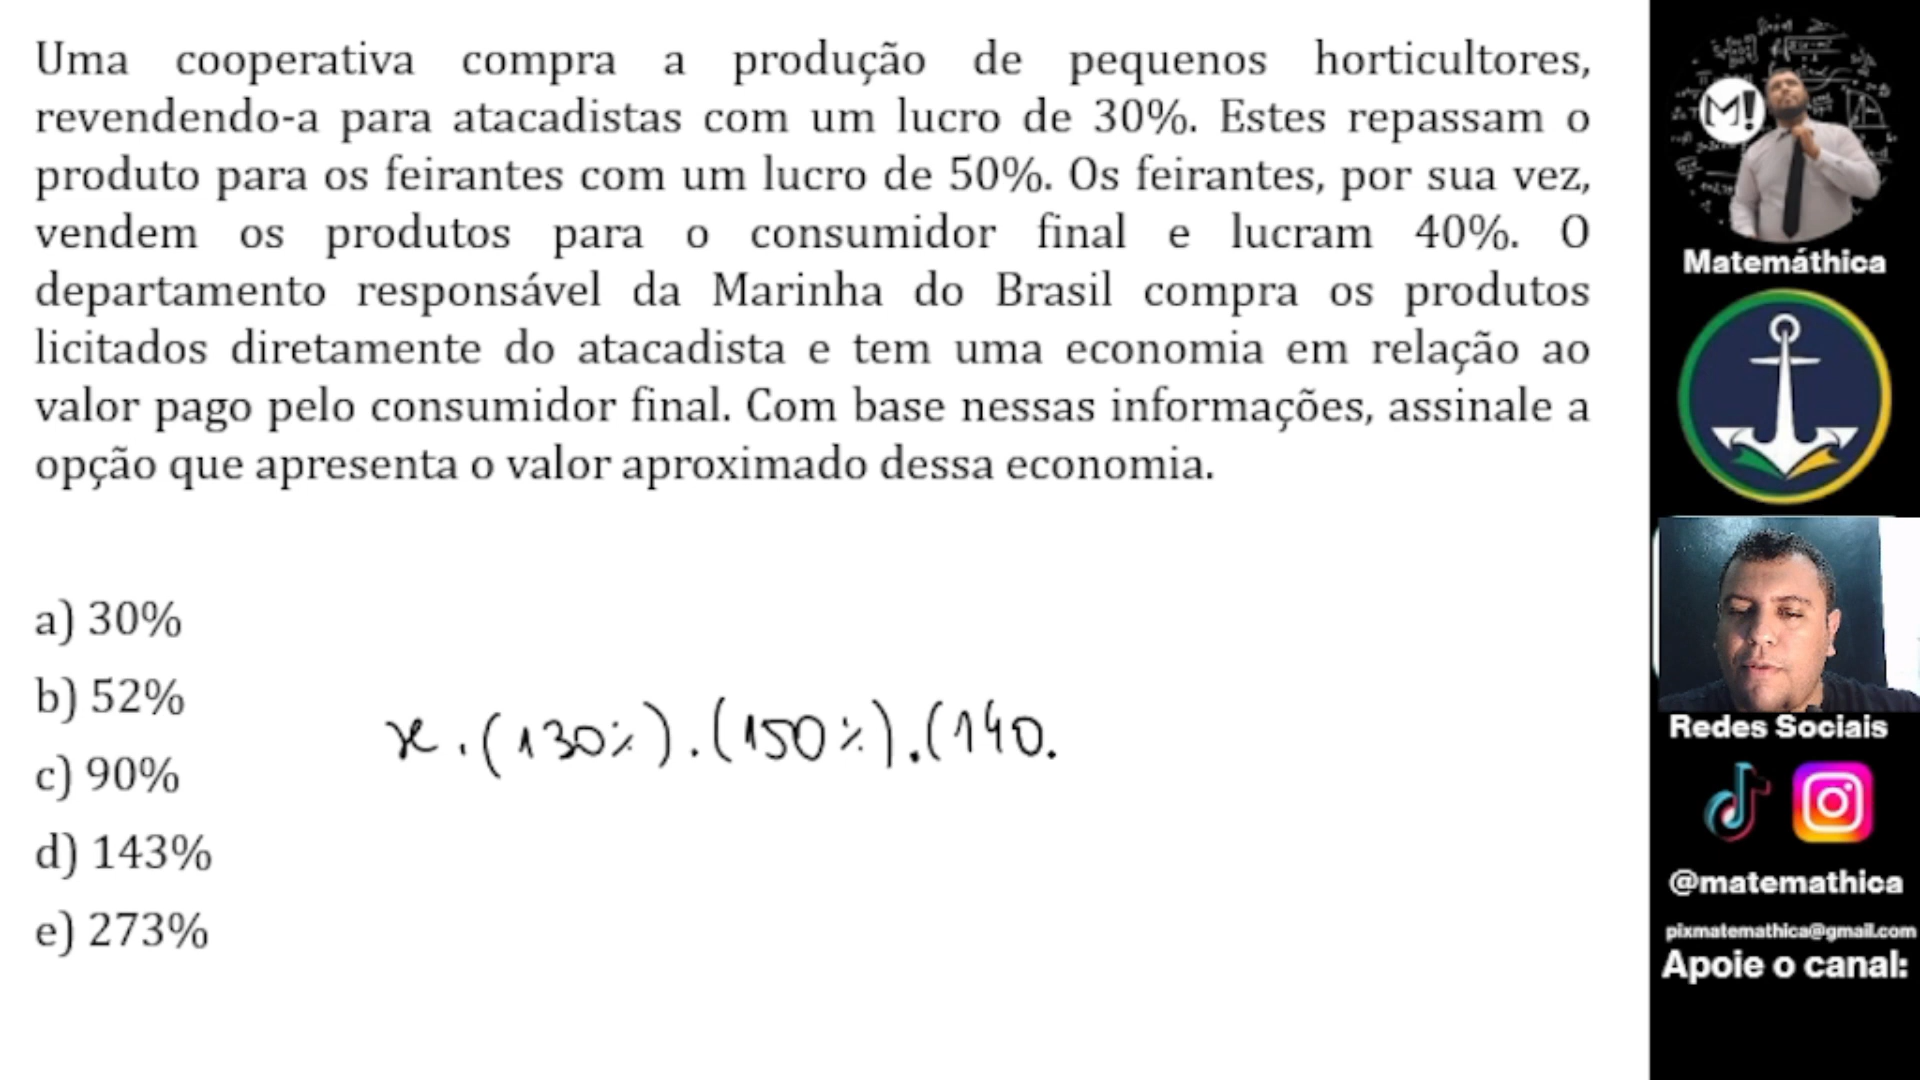 Uma cooperativa compra a produção de pequenos horticultores,
revendendo-a para atacadistas com um lucro de 30%. Estes repassam o
produto para os feirantes com um lucro de 50%. Os feirantes, por sua vez,
vendem os produtos para o consumidor final e lucram 40%. O
departamento responsável da Marinha do Brasil compra os produtos
licitados diretamente do atacadista e tem uma economia em relação ao
valor pago pelo consumidor final. Com base nessas informações, assinale a
opção que apresenta o valor aproximado dessa economia.
a) 30%
b) 52%
c) 90%
d) 143%
e) 273%
x.(130%).(150%).(140.
M!
Matemáthica
Redes Sociais
@matemathica
pixmatemathica@gmail.com
Apoie o canal: